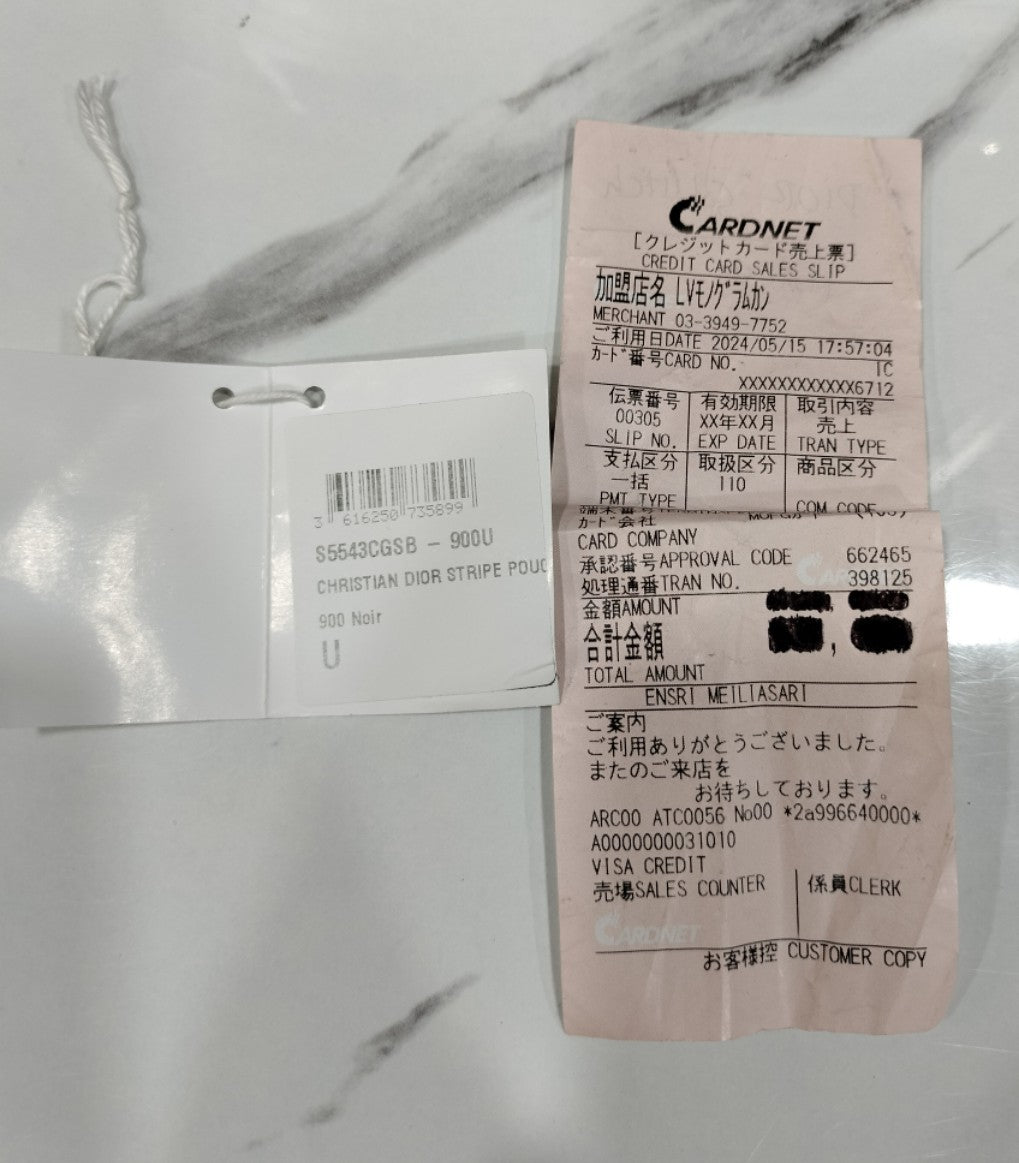 3 616250 735899
S5543CGSB - 900U
CHRISTIAN DIOR STRIPE POUC
900 Noir
U
CARDNET
[クレジットカード売上票]
CREDIT CARD SALES SLIP
加盟店名 LVモノグラムカン
MERCHANT 03-3949-7752
ご利用日DATE 2024/05/15 17:57:04
カード番号CARD NO. IC
XXXXXXXXXXXX6712
伝票番号 有効期限 取引内容
00305 XX年XX月 売上
SLIP NO. EXP DATE TRAN TYPE
支払区分 取扱区分 商品区分
一括 110
PMT TYPE COM CODE
カード会社
CARD COMPANY
承認番号APPROVAL CODE 662465
処理通番TRAN NO. 398125
金額AMOUNT
合計金額 ,
TOTAL AMOUNT
ENSRI MEILIASARI
ご案内
ご利用ありがとうございました。
またのご来店を
お待ちしております。
ARC00 ATC0056 No00 *2a996640000*
A0000000031010
VISA CREDIT
売場SALES COUNTER 係員CLERK
CARDNET
お客様控 CUSTOMER COPY